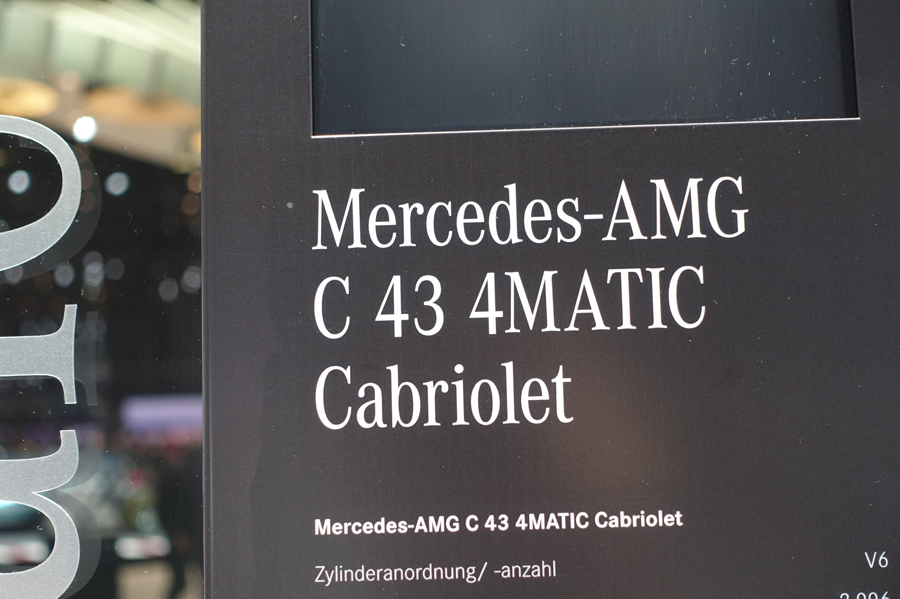 Mercedes-AMG
C 43 4MATIC
Cabriolet
Mercedes-AMG C 43 4MATIC Cabriolet
Zylinderanordnung/ -anzahl
V6